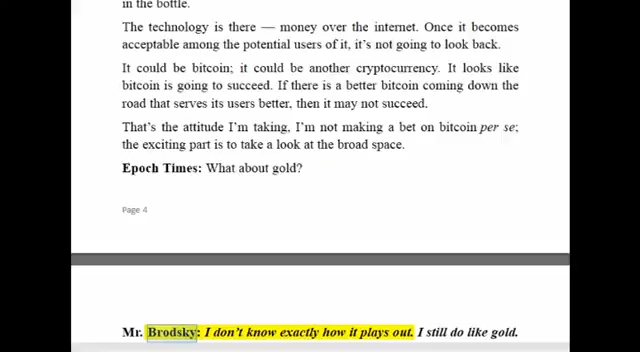 in the bottle.
The technology is there — money over the internet. Once it becomes
acceptable among the potential users of it, it's not going to look back.
It could be bitcoin; it could be another cryptocurrency. It looks like
bitcoin is going to succeed. If there is a better bitcoin coming down the
road that serves its users better, then it may not succeed.
That's the attitude I'm taking, I'm not making a bet on bitcoin per se;
the exciting part is to take a look at the broad space.
Epoch Times: What about gold?
Page 4
Mr. Brodsky: I don't know exactly how it plays out. I still do like gold.